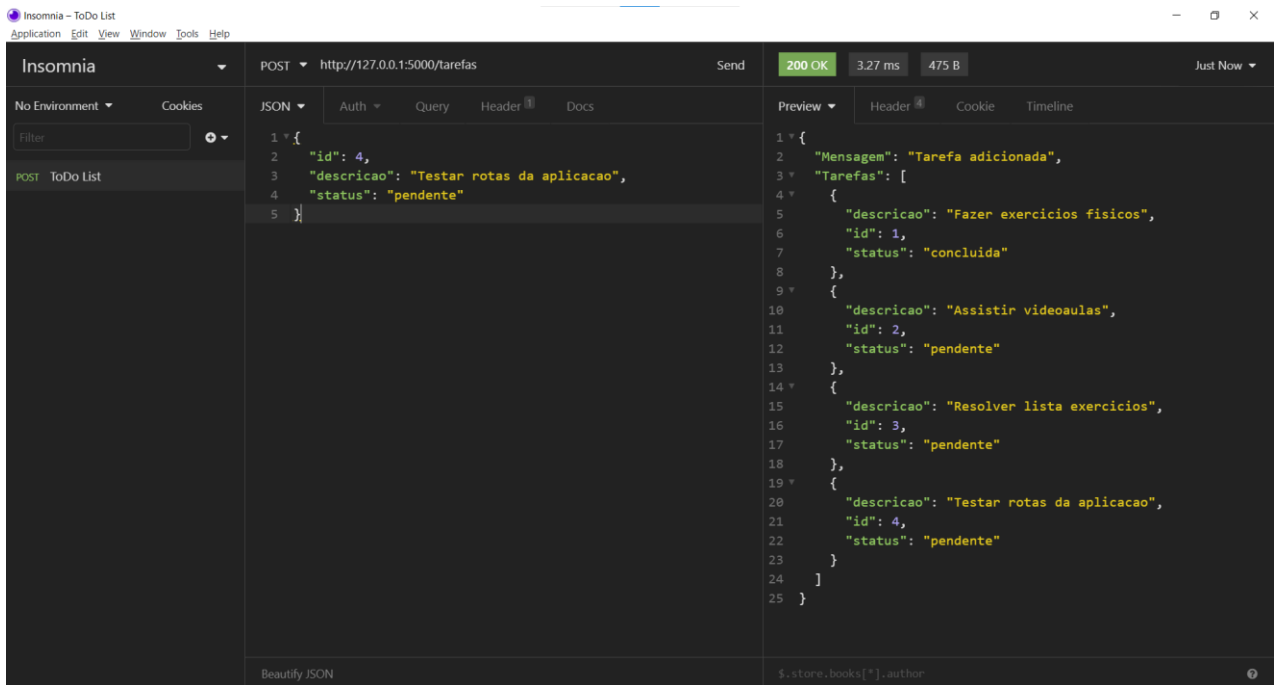 Insomnia – ToDo List
Application Edit View Window Tools Help
Insomnia
POST http://127.0.0.1:5000/tarefas Send
200 OK 3.27 ms 475 B Just Now
No Environment Cookies
JSON Auth Query Header 1 Docs
Preview Header 4 Cookie Timeline
Filter
POST ToDo List
1 {
2 "id": 4,
3 "descricao": "Testar rotas da aplicacao",
4 "status": "pendente"
5 }
1 {
2 "Mensagem": "Tarefa adicionada",
3 "Tarefas": [
4 {
5 "descricao": "Fazer exercicios fisicos",
6 "id": 1,
7 "status": "concluida"
8 },
9 {
10 "descricao": "Assistir videoaulas",
11 "id": 2,
12 "status": "pendente"
13 },
14 {
15 "descricao": "Resolver lista exercicios",
16 "id": 3,
17 "status": "pendente"
18 },
19 {
20 "descricao": "Testar rotas da aplicacao",
21 "id": 4,
22 "status": "pendente"
23 }
24 ]
25 }
Beautify JSON
$.store.books[*].author